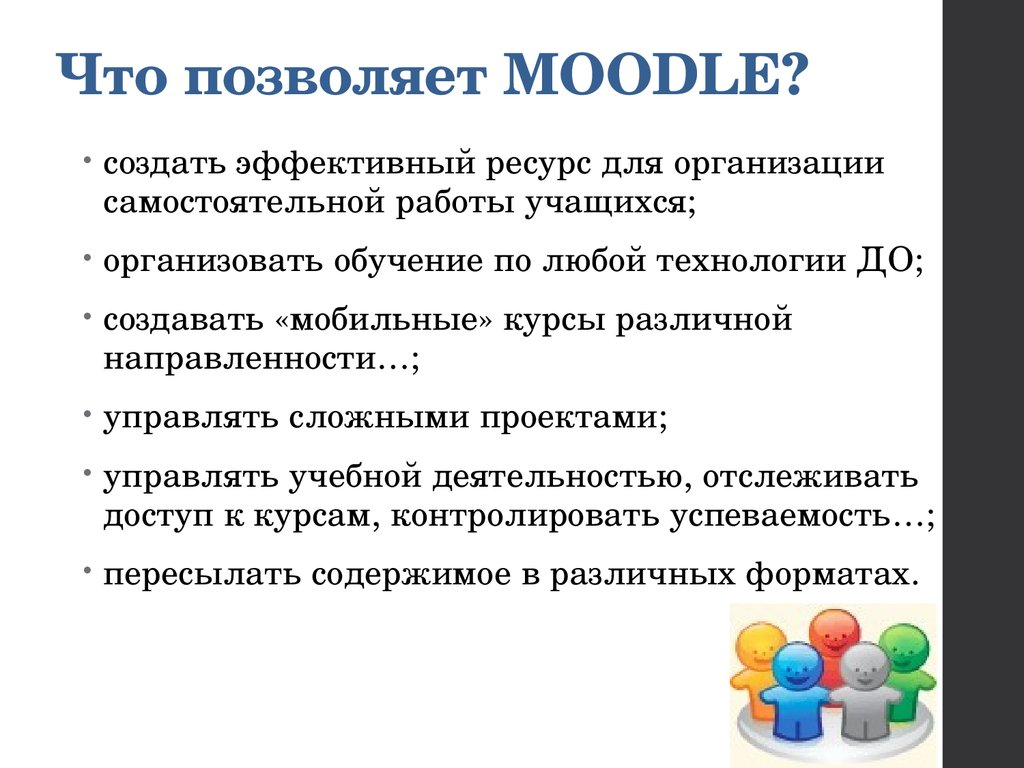 Что позволяет MOODLE?
• создать эффективный ресурс для организации
самостоятельной работы учащихся;
• организовать обучение по любой технологии ДО;
• создавать «мобильные» курсы различной
направленности…;
• управлять сложными проектами;
• управлять учебной деятельностью, отслеживать
доступ к курсам, контролировать успеваемость…;
• пересылать содержимое в различных форматах.